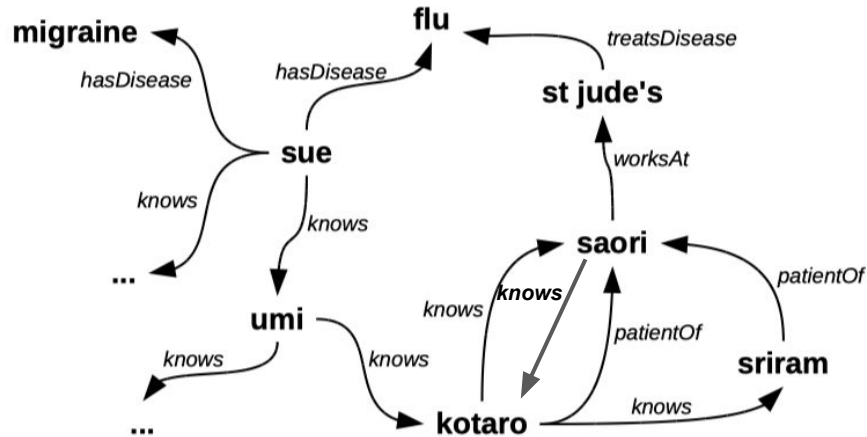 migraine
flu
treatsDisease
hasDisease
hasDisease
st jude's
sue
worksAt
knows
knows
saori
...
knows
knows
patientOf
umi
patientOf
knows
knows
sriram
...
kotaro
knows